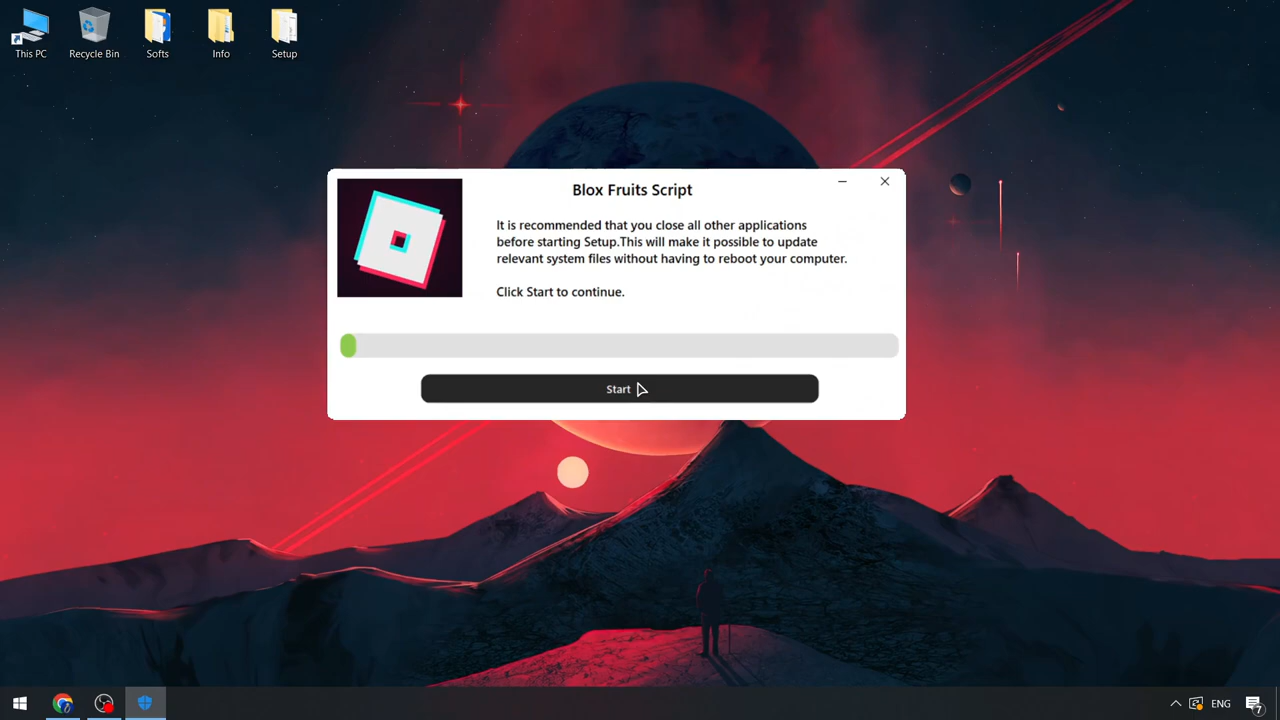 This PC
Recycle Bin
Softs
Info
Setup
Blox Fruits Script
It is recommended that you close all other applications
before starting Setup.This will make it possible to update
relevant system files without having to reboot your computer.
Click Start to continue.
Start
ENG
7